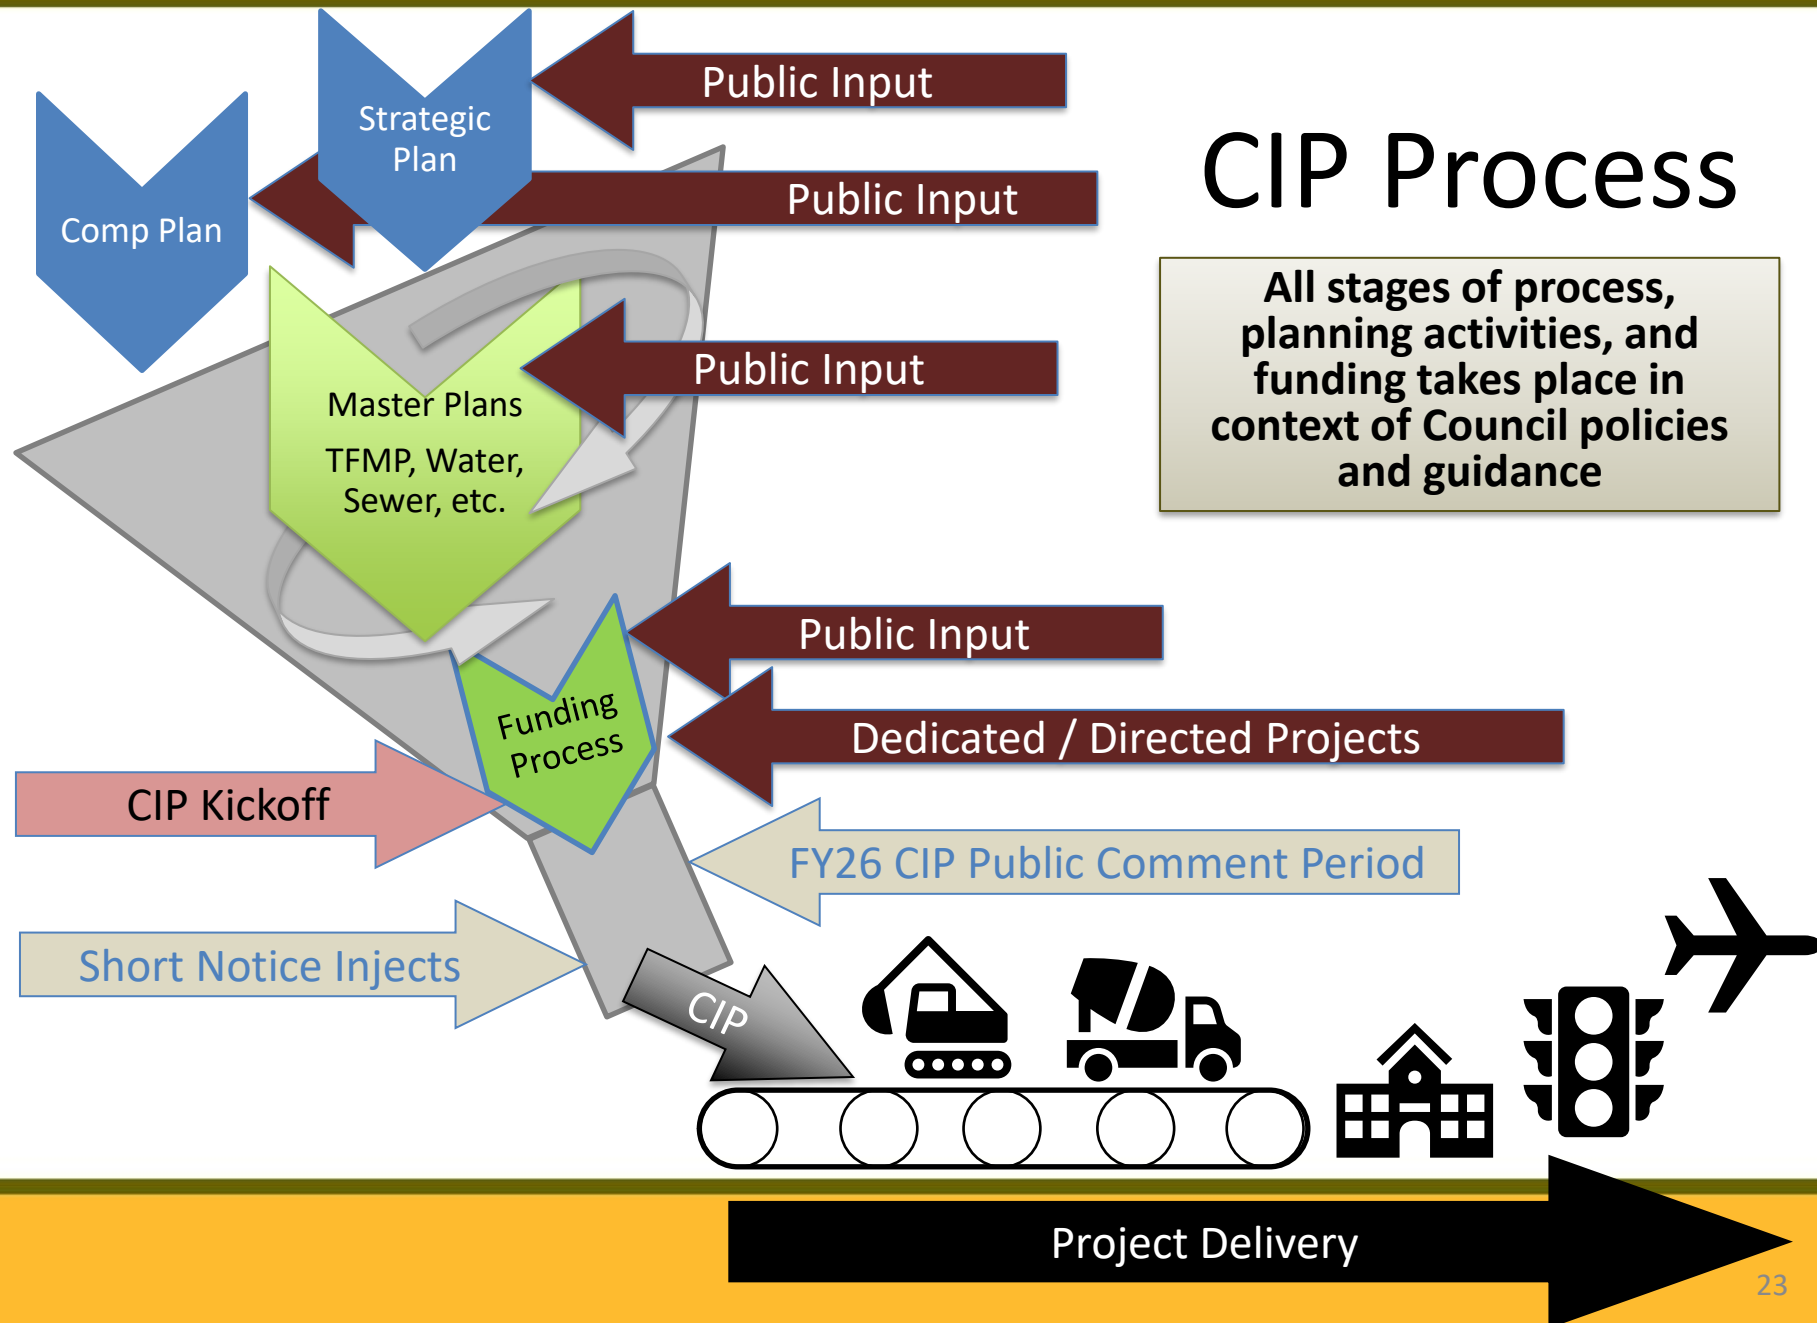 Public Input
Strategic
Plan
Public Input
Comp Plan
CIP Process
All stages of process,
planning activities, and
funding takes place in
context of Council policies
and guidance
Public Input
Master Plans
TFMP, Water,
Sewer, etc.
Public Input
Funding
Process
Dedicated / Directed Projects
CIP Kickoff
FY26 CIP Public Comment Period
Short Notice Injects
CIP
Project Delivery
23